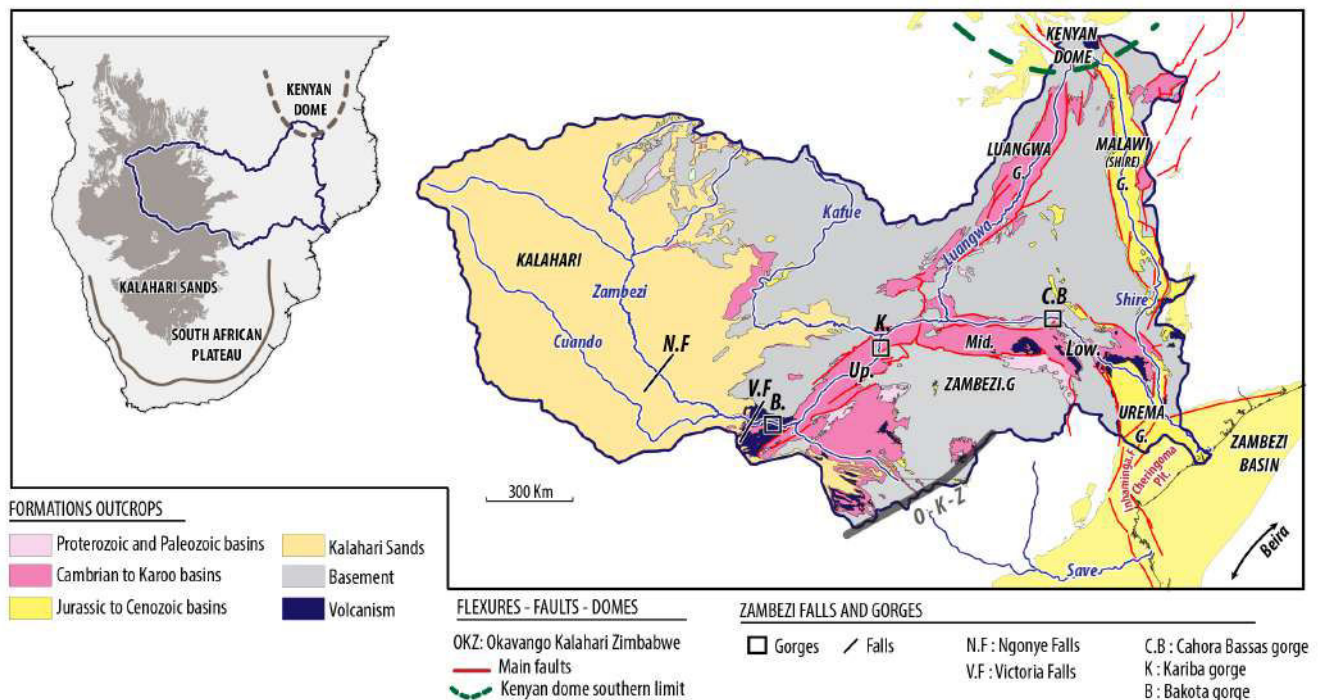 KENYAN
DOME
KALAHARI SANDS
SOUTH AFRICAN
PLATEAU
KENYAN
DOME
LUANGWA
G.
MALAWI
(SHIRE)
G.
Kafue
Luangwa
KALAHARI
Zambezi
Cuando
N.F
V.F
B.
K.
C.B
Shire
Up.
Mid.
Low.
ZAMBEZI.G
UREMA
G.
ZAMBEZI
BASIN
Inhaminga.F
Cheringoma
Plt.
O-K-Z
Save
Beira
300 Km
FORMATIONS OUTCROPS
Proterozoic and Paleozoic basins
Cambrian to Karoo basins
Jurassic to Cenozoic basins
Kalahari Sands
Basement
Volcanism
FLEXURES - FAULTS - DOMES
OKZ: Okavango Kalahari Zimbabwe
Main faults
Kenyan dome southern limit
ZAMBEZI FALLS AND GORGES
Gorges
Falls
N.F : Ngonye Falls
V.F : Victoria Falls
C.B : Cahora Bassas gorge
K : Kariba gorge
B : Bakota gorge